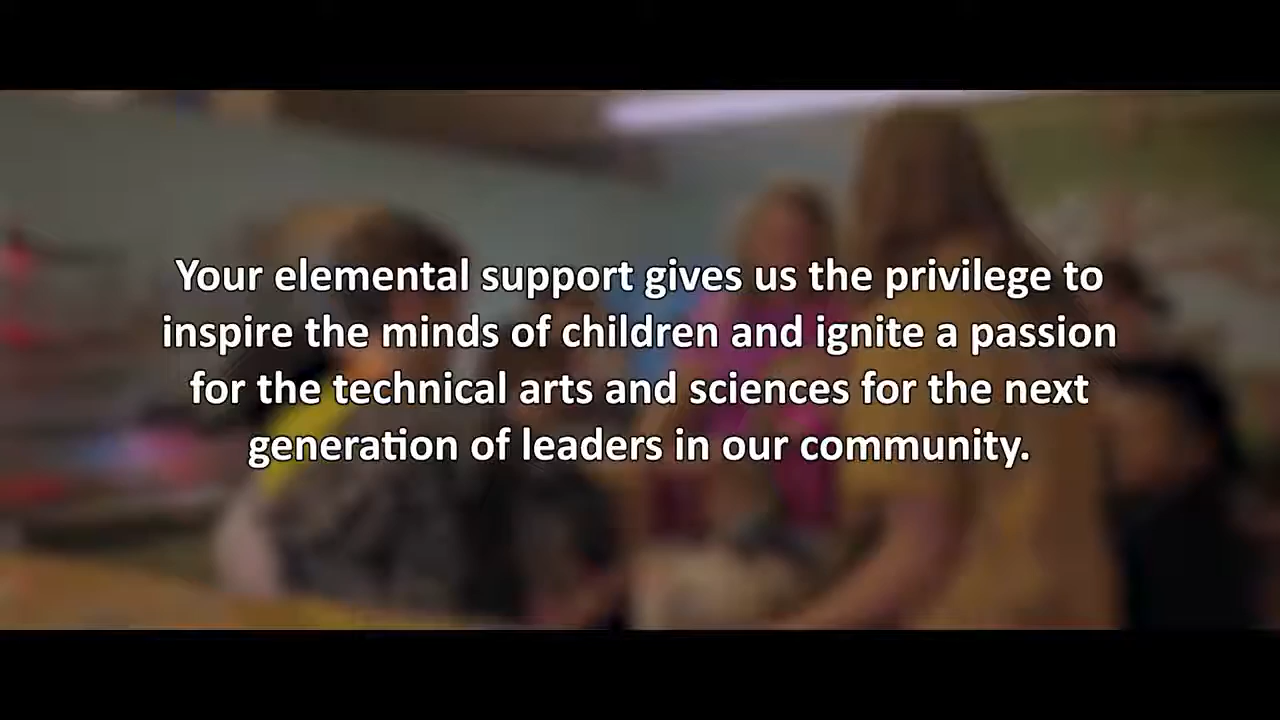 Your elemental support gives us the privilege to
inspire the minds of children and ignite a passion
for the technical arts and sciences for the next
generation of leaders in our community.